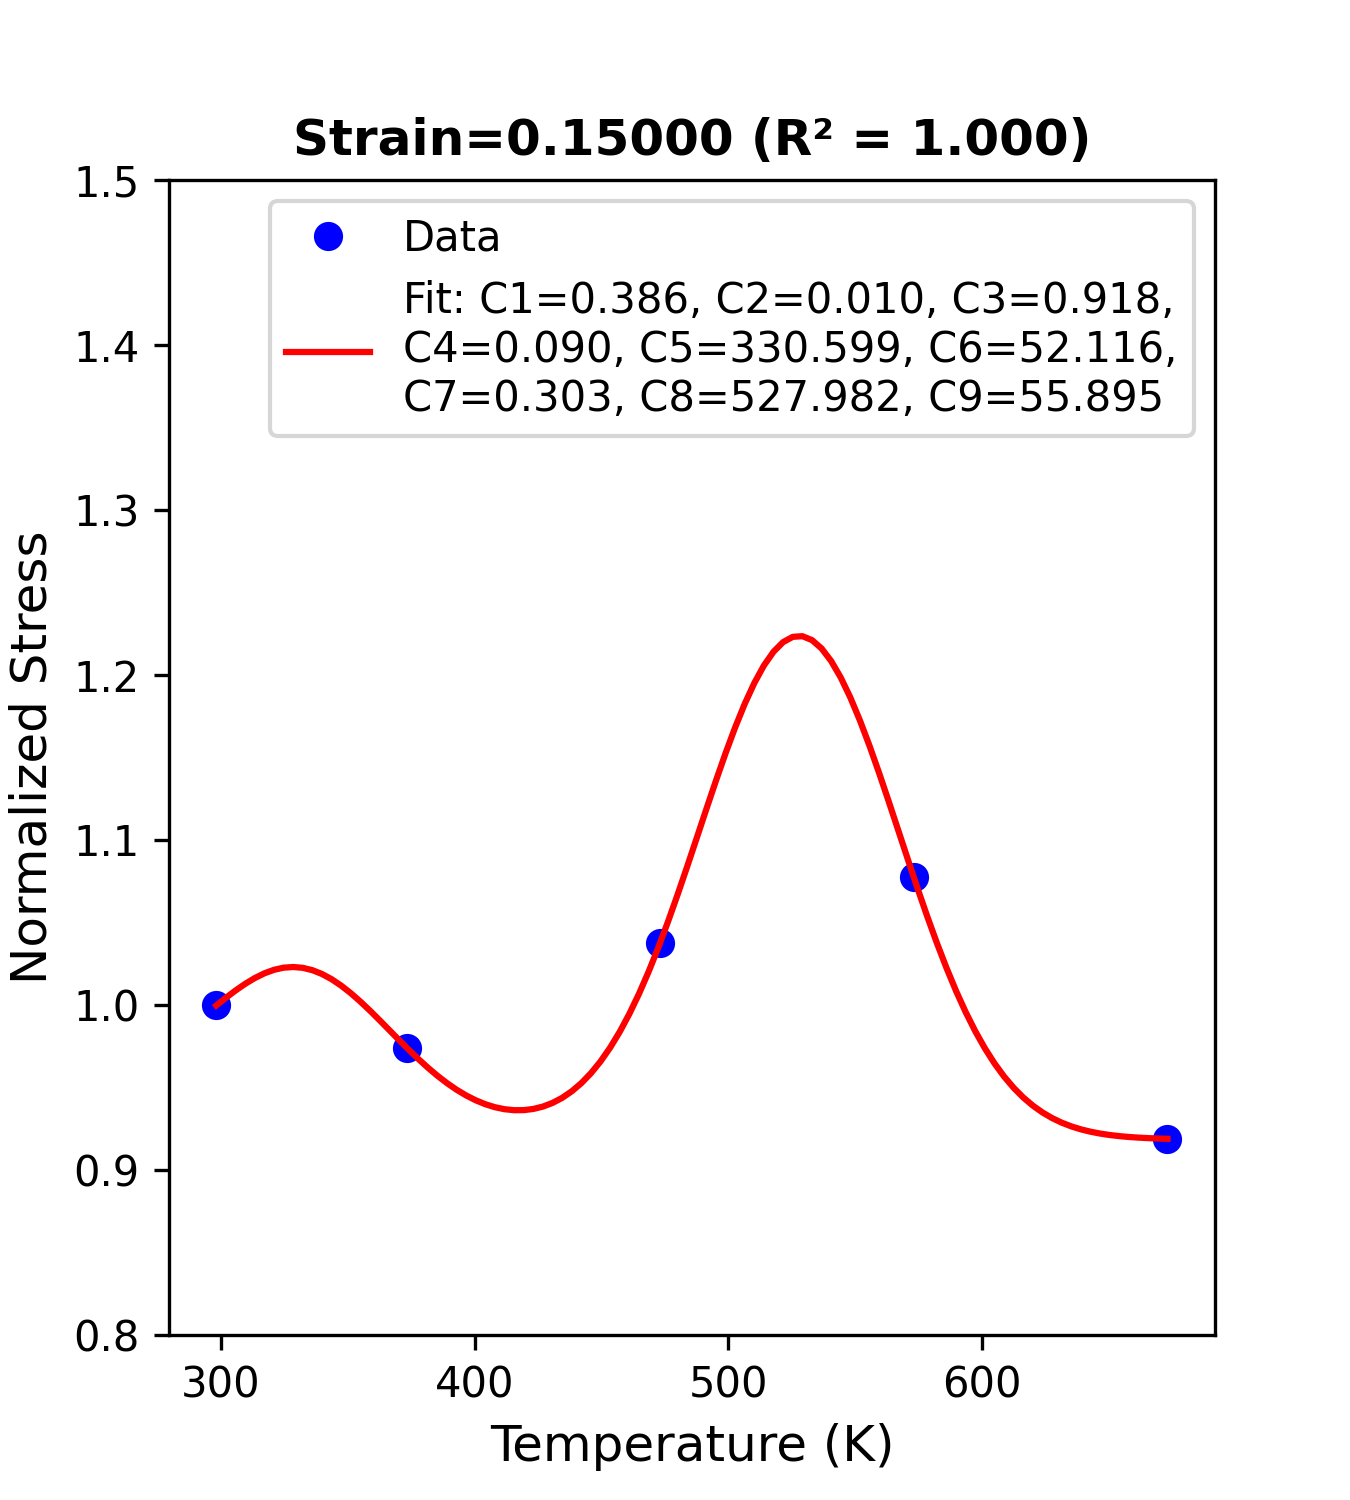 Strain=0.15000 (R² = 1.000)
1.5
1.4
1.3
1.2
1.1
1.0
0.9
0.8
Normalized Stress
Data
Fit: C1=0.386, C2=0.010, C3=0.918,
C4=0.090, C5=330.599, C6=52.116,
C7=0.303, C8=527.982, C9=55.895
300 400 500 600
Temperature (K)